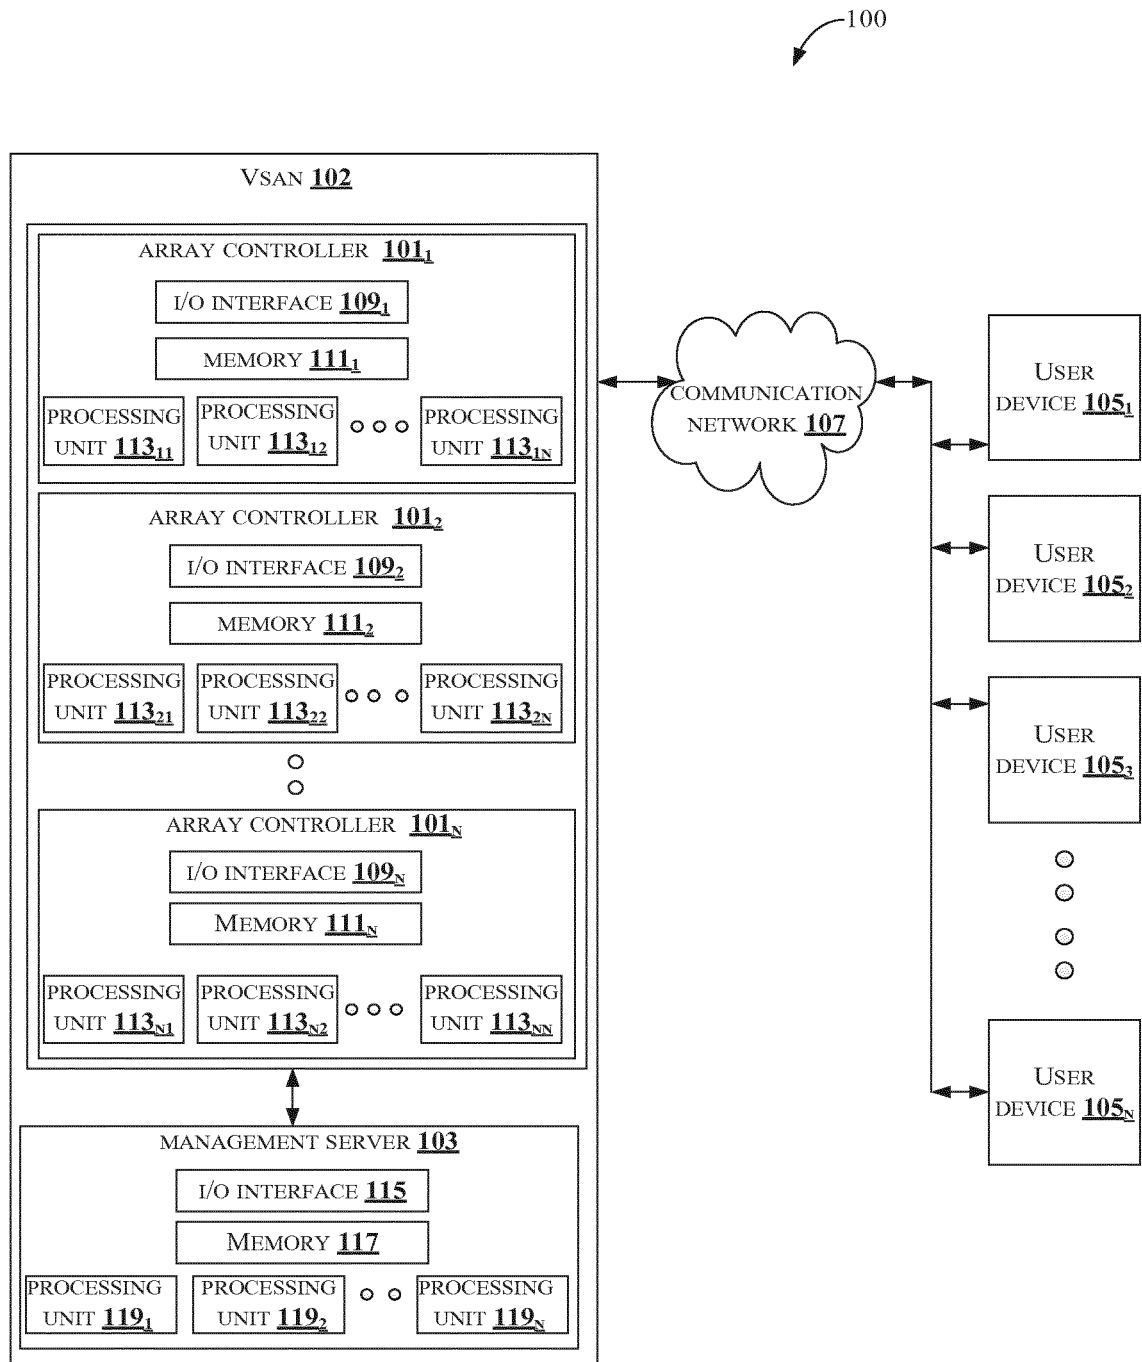 100
VSAN 102
ARRAY CONTROLLER 101₁
I/O INTERFACE 109₁
MEMORY 111₁
PROCESSING
UNIT 113₁₁
PROCESSING
UNIT 113₁₂
PROCESSING
UNIT 113₁ₙ
ARRAY CONTROLLER 101₂
I/O INTERFACE 109₂
MEMORY 111₂
PROCESSING
UNIT 113₂₁
PROCESSING
UNIT 113₂₂
PROCESSING
UNIT 113₂ₙ
ARRAY CONTROLLER 101ₙ
I/O INTERFACE 109ₙ
MEMORY 111ₙ
PROCESSING
UNIT 113ₙ₁
PROCESSING
UNIT 113ₙ₂
PROCESSING
UNIT 113ₙₙ
MANAGEMENT SERVER 103
I/O INTERFACE 115
MEMORY 117
PROCESSING
UNIT 119₁
PROCESSING
UNIT 119₂
PROCESSING
UNIT 119ₙ
COMMUNICATION
NETWORK 107
USER
DEVICE 105₁
USER
DEVICE 105₂
USER
DEVICE 105₃
USER
DEVICE 105ₙ